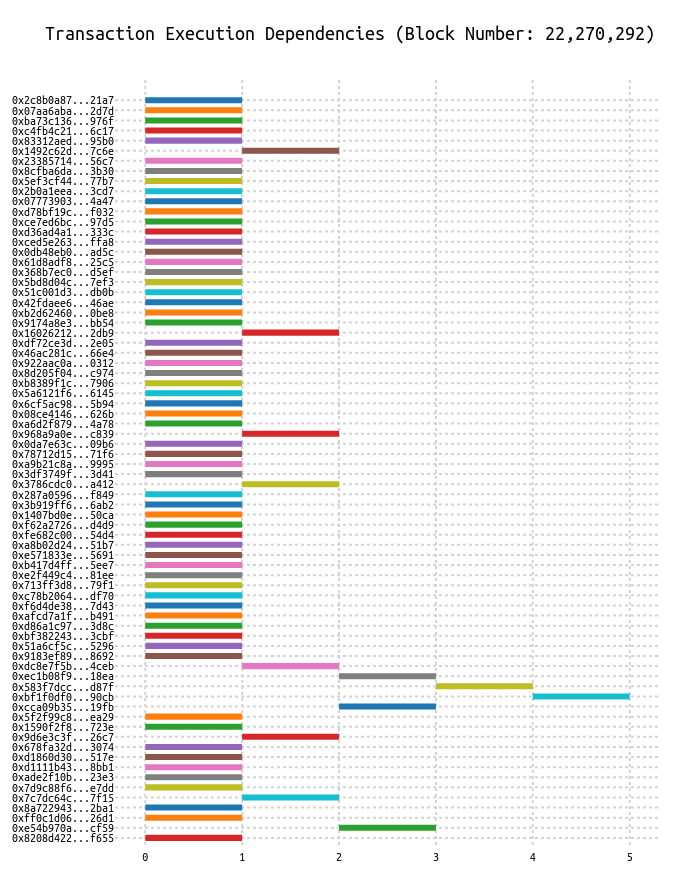 Transaction Execution Dependencies (Block Number: 22,270,292)
0x2c8b0a87...21a7
0x07aa6aba...2d7d
0xba73c136...976f
0xc4fb4c21...6c17
0x83312aed...95b0
0x1492c62d...7c6e
0x23385714...56c7
0x8cfba6da...3b30
0x5ef3cf44...77b7
0x2b0a1eea...3cd7
0x07773903...4a47
0xd78bf19c...f032
0xce7ed6bc...97d5
0xd36ad4a1...333c
0xced5e263...ffa8
0x0db48eb0...ad5c
0x61d8adf8...25c5
0x368b7ec0...d5ef
0x5bd8d04c...7ef3
0x51c001d3...db0b
0x42fdaee6...46ae
0xb2d62460...0be8
0x9174a8e3...bb54
0x16026212...2db9
0xdf72ce3d...2e05
0x46ac281c...66e4
0x922aac0a...0312
0x8d205f04...c974
0xb8389f1c...7906
0x5a6121f6...6145
0x6cf5ac98...5b94
0x08ce4146...626b
0xa6d2f879...4a78
0x968a9a0e...c839
0x0da7e63c...09b6
0x78712d15...71f6
0xa9b21c8a...9995
0x3df3749f...3d41
0x3786cdc0...a412
0x287a0596...f849
0x3b919ff6...6ab2
0x1407bd0e...50ca
0xf62a2726...d4d9
0xfe682c00...54d4
0xa8b02d24...51b7
0xe571833e...5691
0xb417d4ff...5ee7
0xe2f449c4...81ee
0x713ff3d8...79f1
0xc78b2064...df70
0xf6d4de38...7d43
0xafcd7a1f...b491
0xd86a1c97...3d8c
0xbf382243...3cbf
0x51a6cf5c...5296
0x9183ef89...8692
0xdc8e7f5b...4ceb
0xec1b08f9...18ea
0x583f7dcc...d87f
0xbf1f0df0...90cb
0xcca09b35...19fb
0x5f2f99c8...ea29
0x1590f2f8...723e
0x9d6e3c3f...26c7
0x678fa32d...3074
0xd1860d30...517e
0xd1111b43...8bb1
0xade2f10b...23e3
0x7d9c88f6...e7dd
0x7c7dc64c...7f15
0x8a722943...2ba1
0xff0c1d06...26d1
0xe54b970a...cf59
0x8208d422...f655
0 1 2 3 4 5